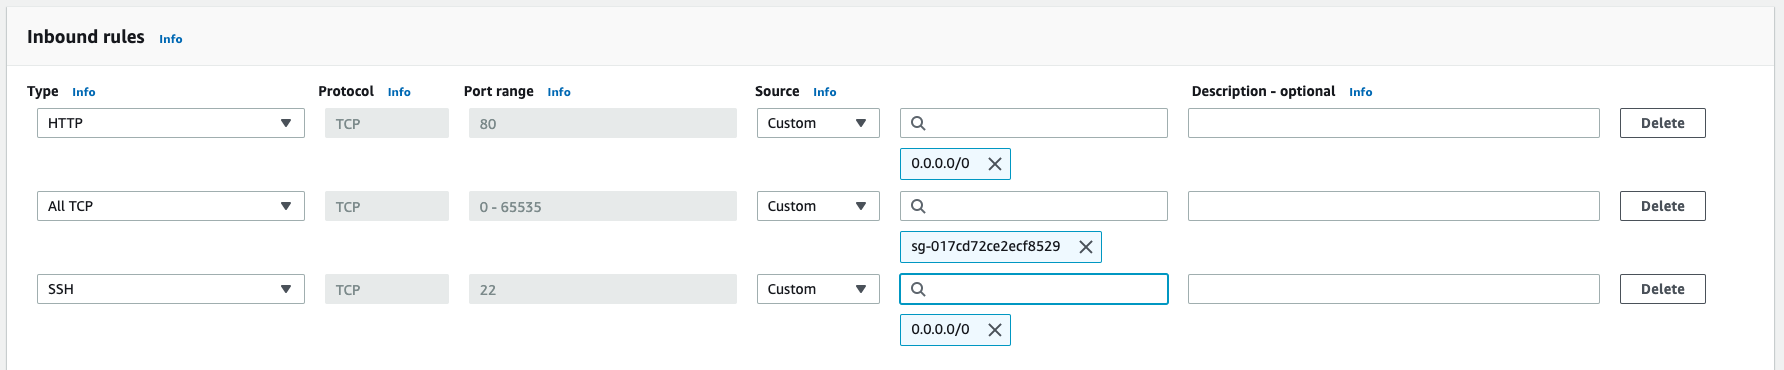 Inbound rules Info
Type Info Protocol Info Port range Info Source Info Description - optional Info
HTTP TCP 80 Custom Delete
0.0.0.0/0
All TCP TCP 0 - 65535 Custom Delete
sg-017cd72ce2ecf8529
SSH TCP 22 Custom Delete
0.0.0.0/0